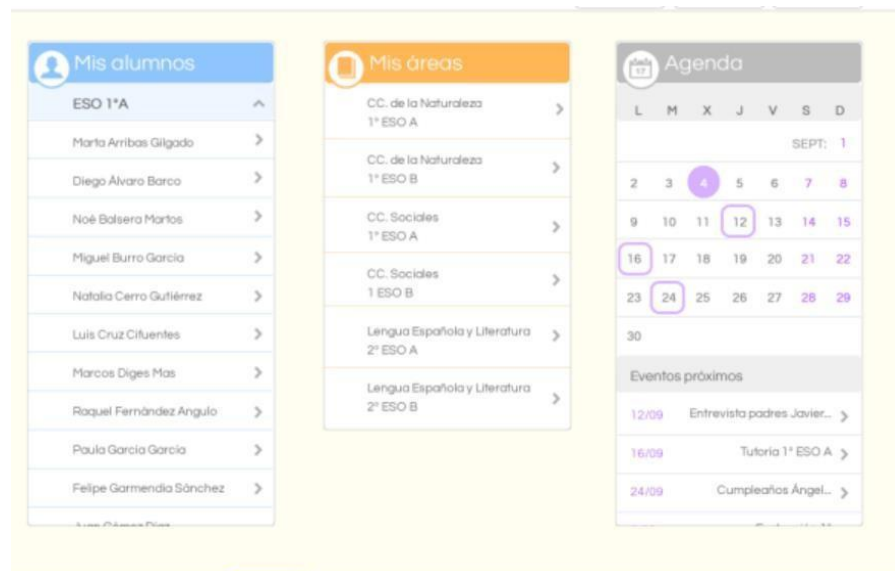 Mis alumnos
ESO 1ºA
Marta Arribas Gilgado
Diego Álvaro Barco
Noé Balsera Martos
Miguel Burro García
Natalia Cerro Gutiérrez
Luis Cruz Cifuentes
Marcos Diges Mas
Raquel Fernández Angulo
Paula García García
Felipe Garmendia Sánchez
Mis áreas
CC. de la Naturaleza
1º ESO A
CC. de la Naturaleza
1º ESO B
CC. Sociales
1º ESO A
CC. Sociales
1 ESO B
Lengua Española y Literatura
2º ESO A
Lengua Española y Literatura
2º ESO B
17
Agenda
L M X J V S D
SEPT: 1
2 3 4 5 6 7 8
9 10 11 12 13 14 15
16 17 18 19 20 21 22
23 24 25 26 27 28 29
30
Eventos próximos
12/09 Entrevista padres Javier...
16/09 Tutoría 1º ESO A
24/09 Cumpleaños Ángel...